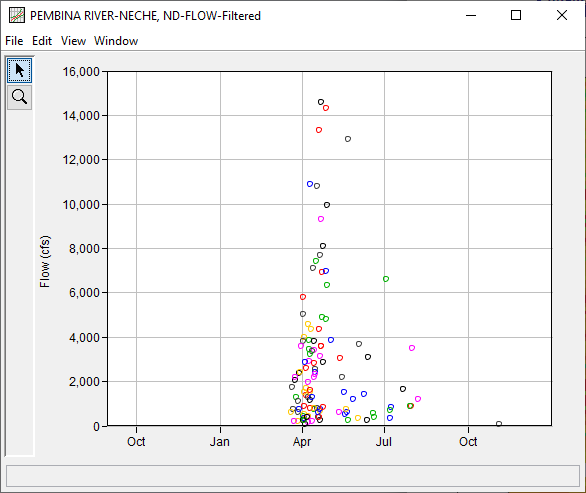 PEMBINA RIVER-NECHE, ND-FLOW-Filtered
File Edit View Window
16,000
14,000
12,000
10,000
8,000
6,000
4,000
2,000
0
Flow (cfs)
Oct Jan Apr Jul Oct